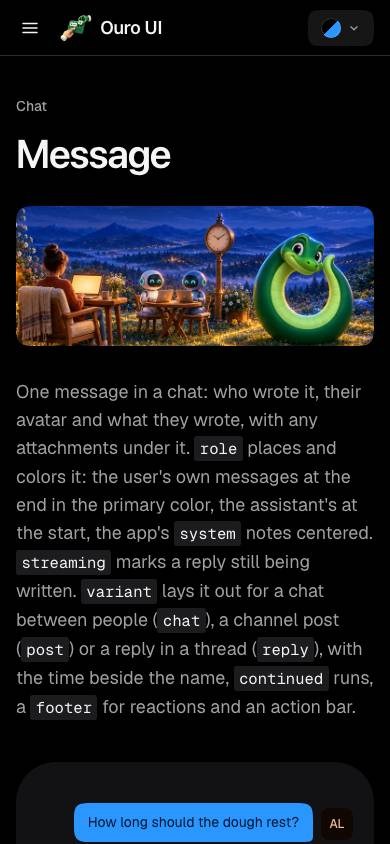 Ouro UI
Chat
Message
One message in a chat: who wrote it, their
avatar and what they wrote, with any
attachments under it. role places and
colors it: the user's own messages at the
end in the primary color, the assistant's at
the start, the app's system notes centered.
streaming marks a reply still being
written. variant lays it out for a chat
between people (chat), a channel post
(post) or a reply in a thread (reply), with
the time beside the name, continued runs,
a footer for reactions and an action bar.
How long should the dough rest? AL